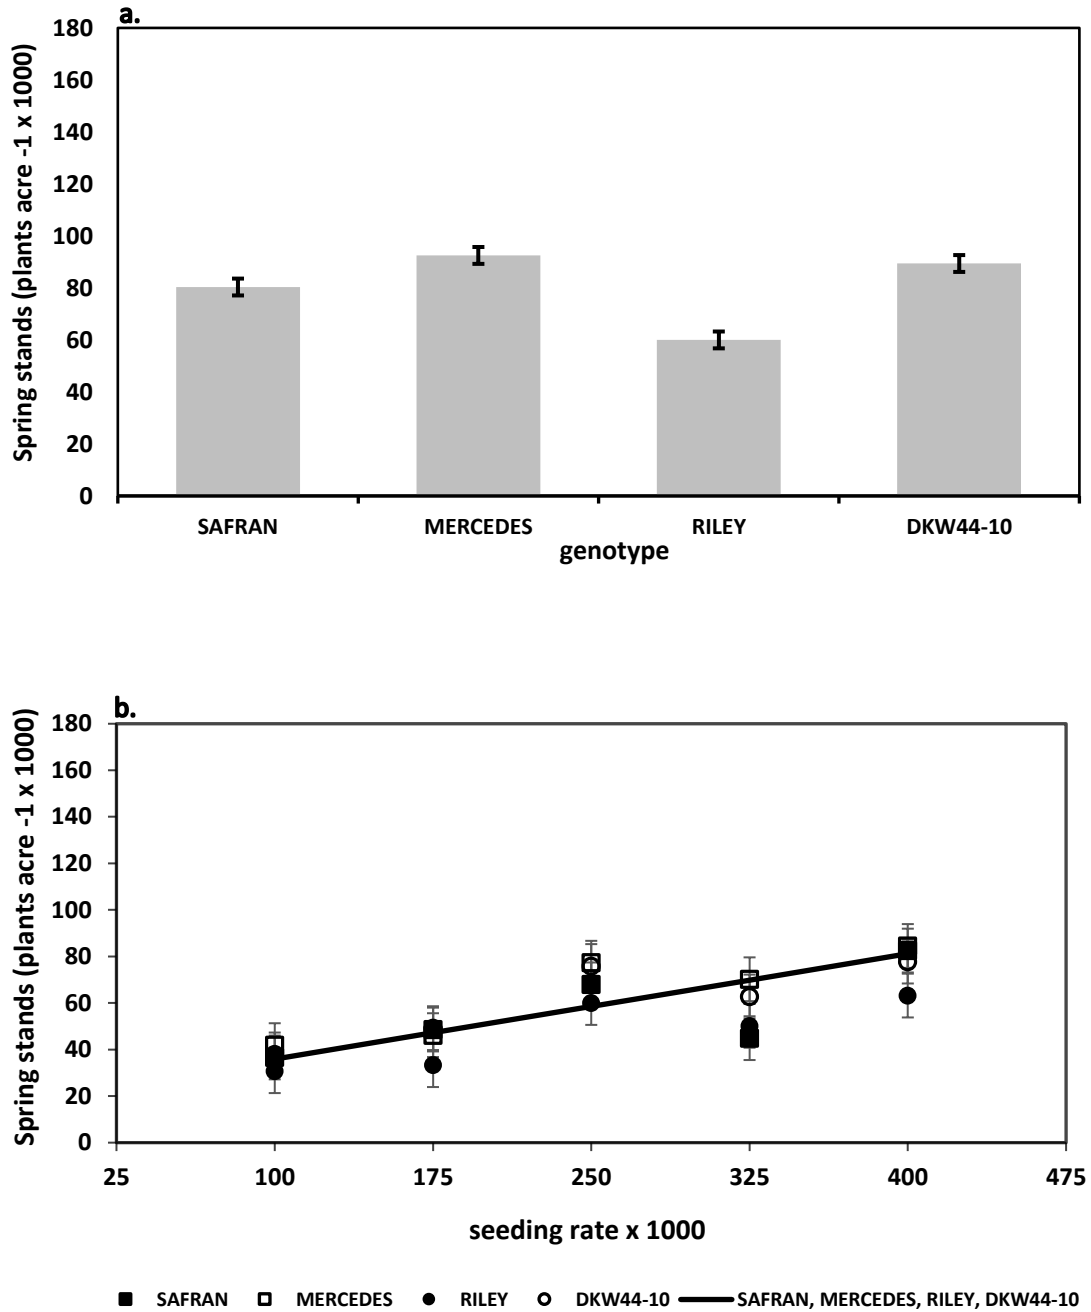 a.
Spring stands (plants acre -1 x 1000)
180
160
140
120
100
80
60
40
20
0
SAFRAN MERCEDES RILEY DKW44-10
genotype
b.
Spring stands (plants acre -1 x 1000)
180
160
140
120
100
80
60
40
20
0
25 100 175 250 325 400 475
seeding rate x 1000
SAFRAN MERCEDES RILEY DKW44-10 SAFRAN, MERCEDES, RILEY, DKW44-10